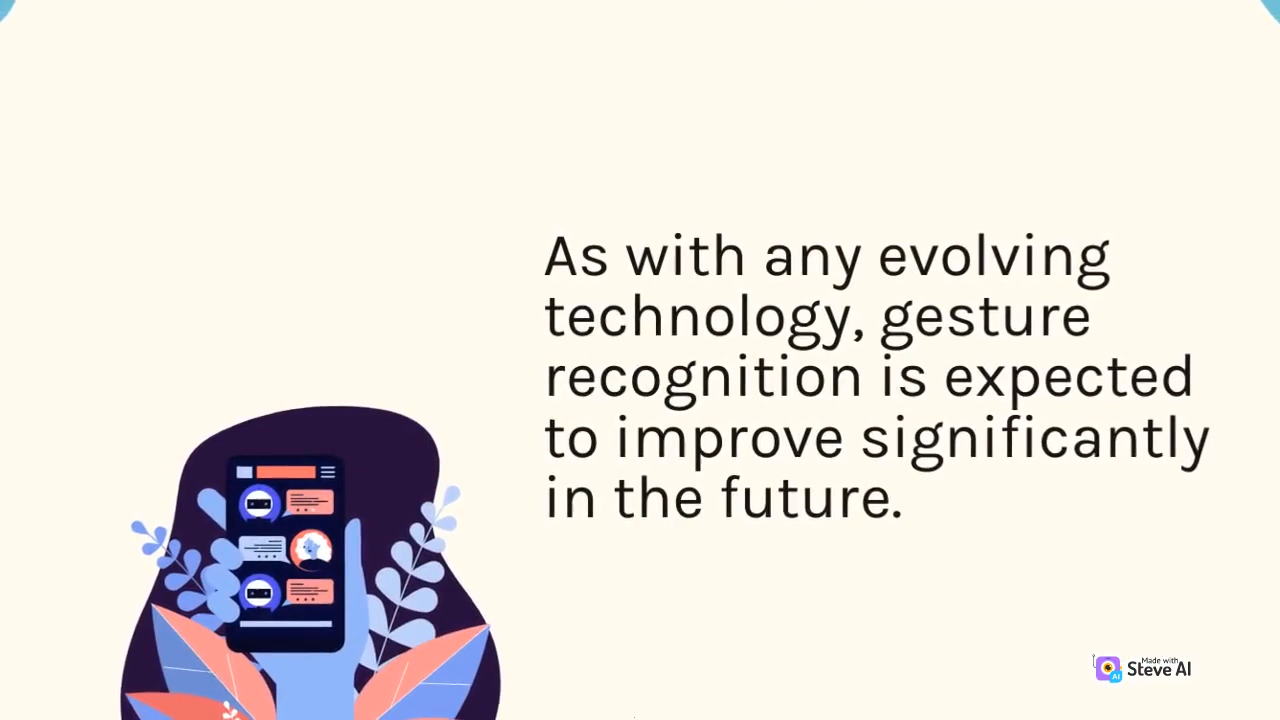 As with any evolving
technology, gesture
recognition is expected
to improve significantly
in the future.
Made with
Steve AI
AI